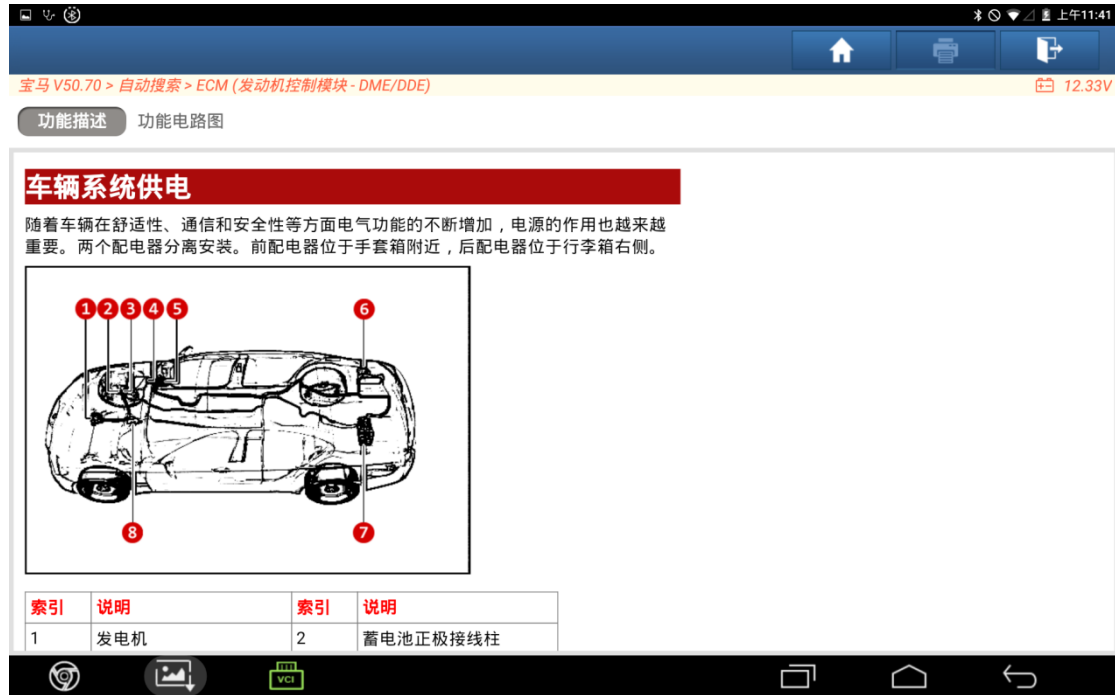 上午11:41
宝马 V50.70 > 自动搜索 > ECM (发动机控制模块 - DME/DDE)
12.33V
功能描述 功能电路图
车辆系统供电
随着车辆在舒适性、通信和安全性等方面电气功能的不断增加，电源的作用也越来越
重要。两个配电器分离安装。前配电器位于手套箱附近，后配电器位于行李箱右侧。
1 2 3 4 5 6
8 7
索引 说明 索引 说明
1 发电机 2 蓄电池正极接线柱
VCI